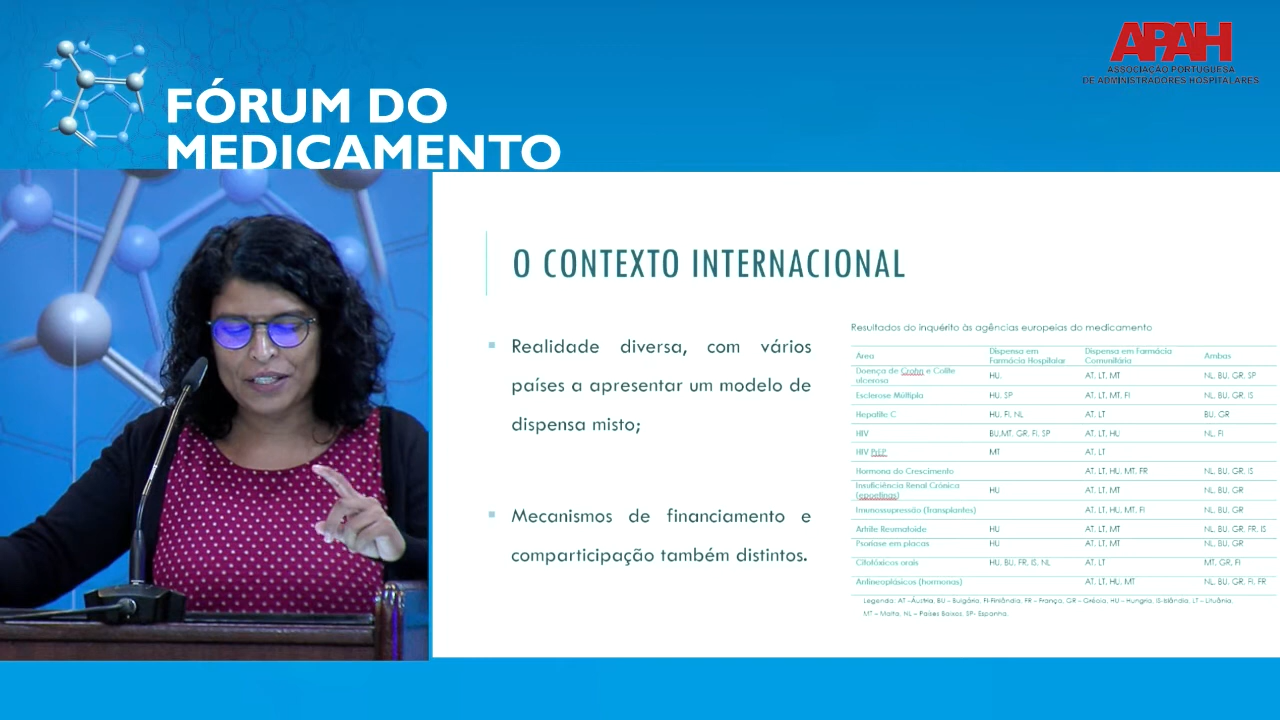 FÓRUM DO
MEDICAMENTO
APAH
ASSOCIAÇÃO PORTUGUESA
DE ADMINISTRADORES HOSPITALARES
O CONTEXTO INTERNACIONAL
Realidade diversa, com vários
países a apresentar um modelo de
dispensa misto;
Mecanismos de financiamento e
comparticipação também distintos.
Resultados do inquérito às agências europeias do medicamento
Área Dispensa em Farmácia Hospitalar Dispensa em Farmácia Comunitária Ambas
Doença de Crohn e Colite ulcerosa HU. AT. LT. MT NL. BU. GR. SP
Esclerose Múltipla HU. SP AT. LT. MT. FI NL. BU. GR. IS
Hepatite C HU. FI. NL AT. LT BU. GR
HIV BU.MT. GR. FI. SP AT. LT. HU NL. FI
HIV PrEP MT AT. LT
Hormona do Crescimento AT. LT. HU. MT. FR NL. BU. GR. IS
Insuficiência Renal Crónica (epoetinas) HU AT. LT. MT NL. BU. GR
Imunossupressão (Transplantes) AT. LT. HU. MT. FI NL. BU. GR
Artrite Reumatoide HU AT. LT. MT NL. BU. GR. FR. IS
Psoríase em placas HU AT. LT. MT NL. BU. GR
Citotóxicos orais HU. BU. FR. IS. NL AT. LT MT. GR. FI
Antineoplásicos (hormonas) AT. LT. HU. MT NL. BU. GR. FI. FR
Legenda: AT –Áustria, BU – Bulgária, FI-Finlândia, FR – França, GR – Grécia, HU – Hungria, IS-Islândia, LT – Lituânia,
MT – Malta, NL – Países Baixos, SP- Espanha.